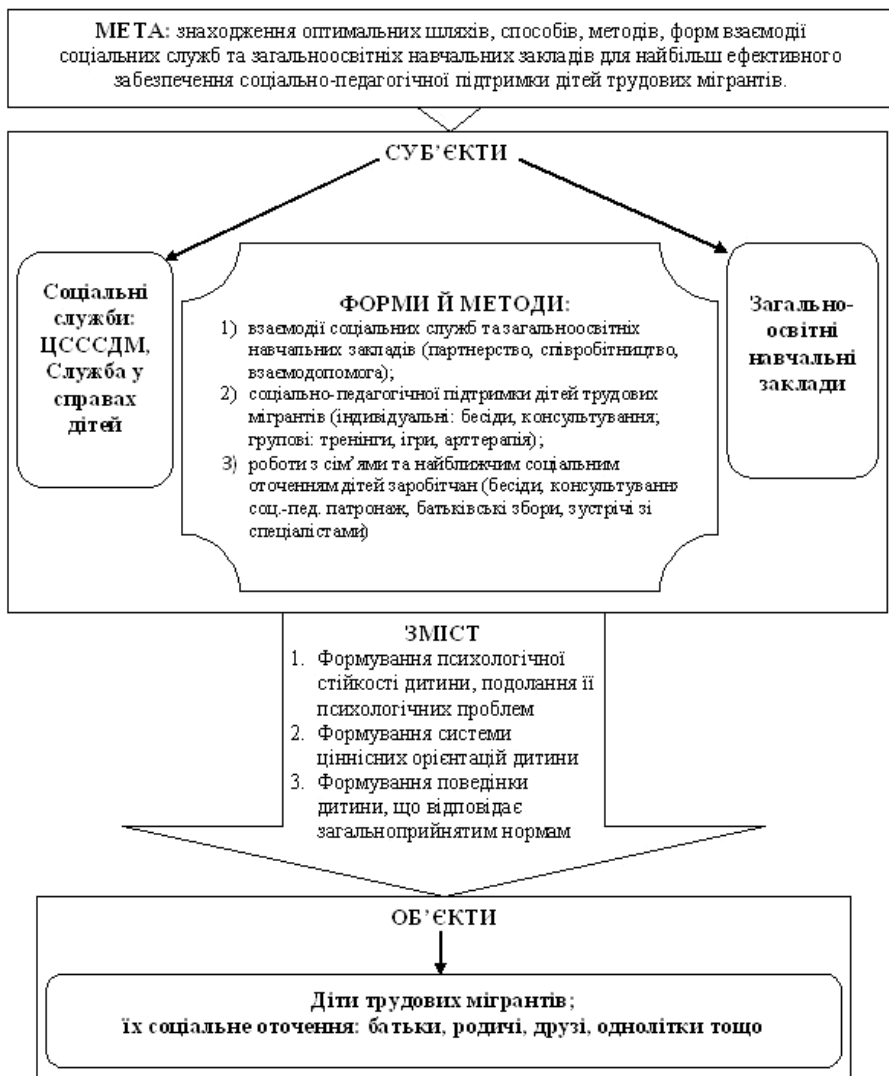 МЕТА: знаходження оптимальних шляхів, способів, методів, форм взаємодії
соціальних служб та загальноосвітніх навчальних закладів для найбільш ефективного
забезпечення соціально-педагогічної підтримки дітей трудових мігрантів.
СУБ’ЄКТИ
Соціальні
служби:
ЦСССДМ,
Служба у
справах
дітей
ФОРМИ Й МЕТОДИ:
1) взаємодії соціальних служб та загальноосвітніх
навчальних закладів (партнерство, співробітництво,
взаємодопомога);
2) соціально-педагогічної підтримки дітей трудових
мігрантів (індивідуальні: бесіди, консультування;
групові: тренінги, ігри, арттерапія);
3) роботи з сім’ями та найближчим соціальним
оточенням дітей заробітчан (бесіди, консультування
соц.-пед. патронаж, батьківські збори, зустрічі зі
спеціалістами)
Загально-
освітні
навчальні
заклади
ЗМІСТ
1. Формування психологічної
стійкості дитини, подолання її
психологічних проблем
2. Формування системи
ціннісних орієнтацій дитини
3. Формування поведінки
дитини, що відповідає
загальноприйнятим нормам
ОБ’ЄКТИ
Діти трудових мігрантів;
їх соціальне оточення: батьки, родичі, друзі, однолітки тощо